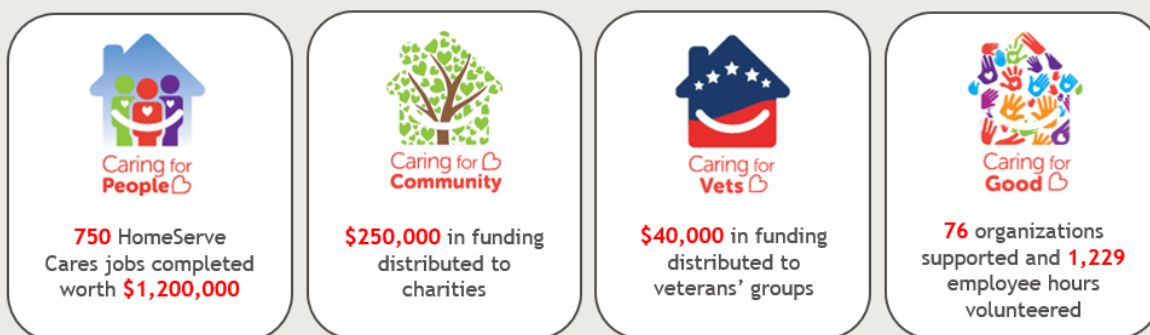 Caring for
People
750 HomeServe
Cares jobs completed
worth $1,200,000
Caring for
Community
$250,000 in funding
distributed to
charities
Caring for
Vets
$40,000 in funding
distributed to
veterans’ groups
Caring for
Good
76 organizations
supported and 1,229
employee hours
volunteered